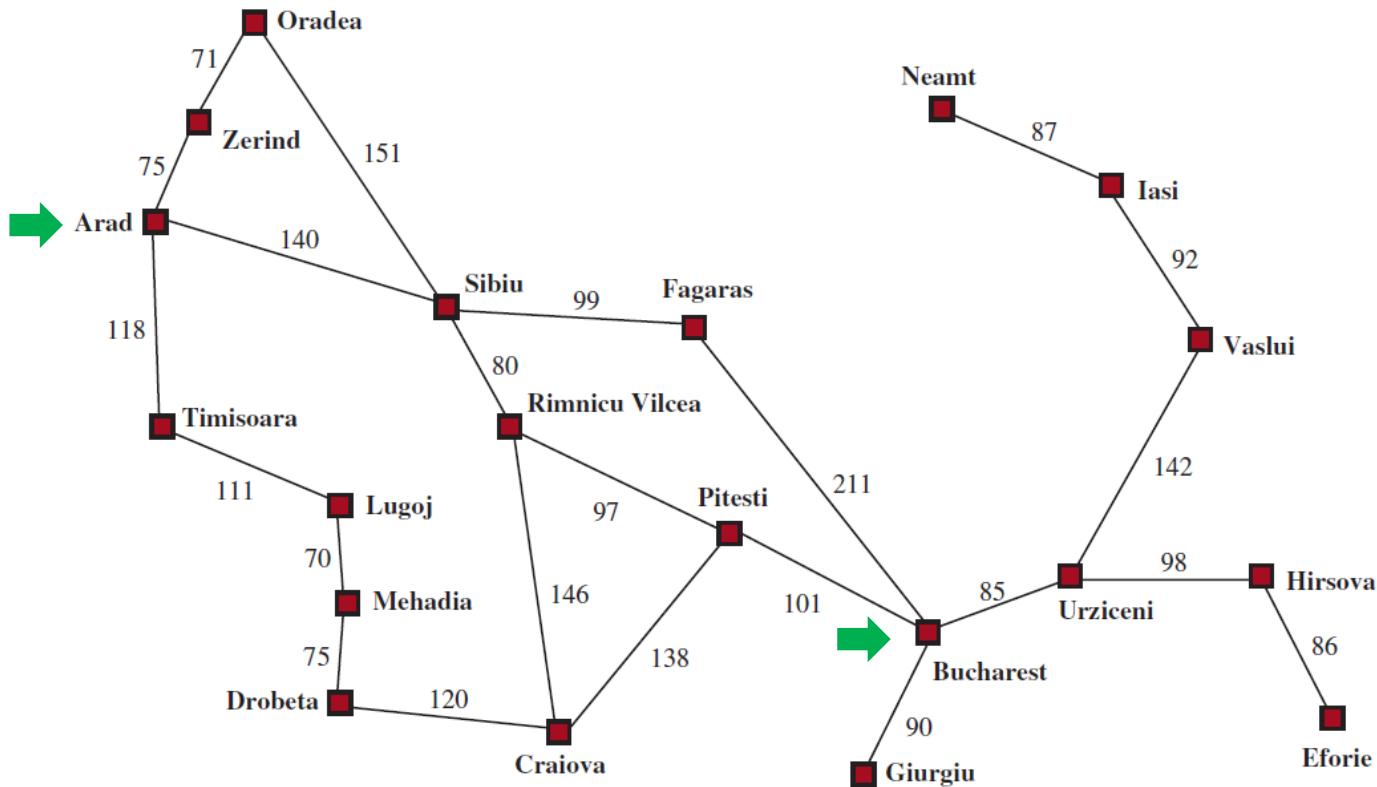 Oradea
71
Neamt
Zerind
87
151
75
Iasi
Arad
140
Sibiu
Fagaras
92
99
118
Vaslui
80
Rimnicu Vilcea
Timisoara
142
211
111
Pitesti
Lugoj
97
70
98
Hirsova
85
Mehadia
146
101
Urziceni
86
75
138
Bucharest
Drobeta
120
90
Craiova
Giurgiu
Eforie